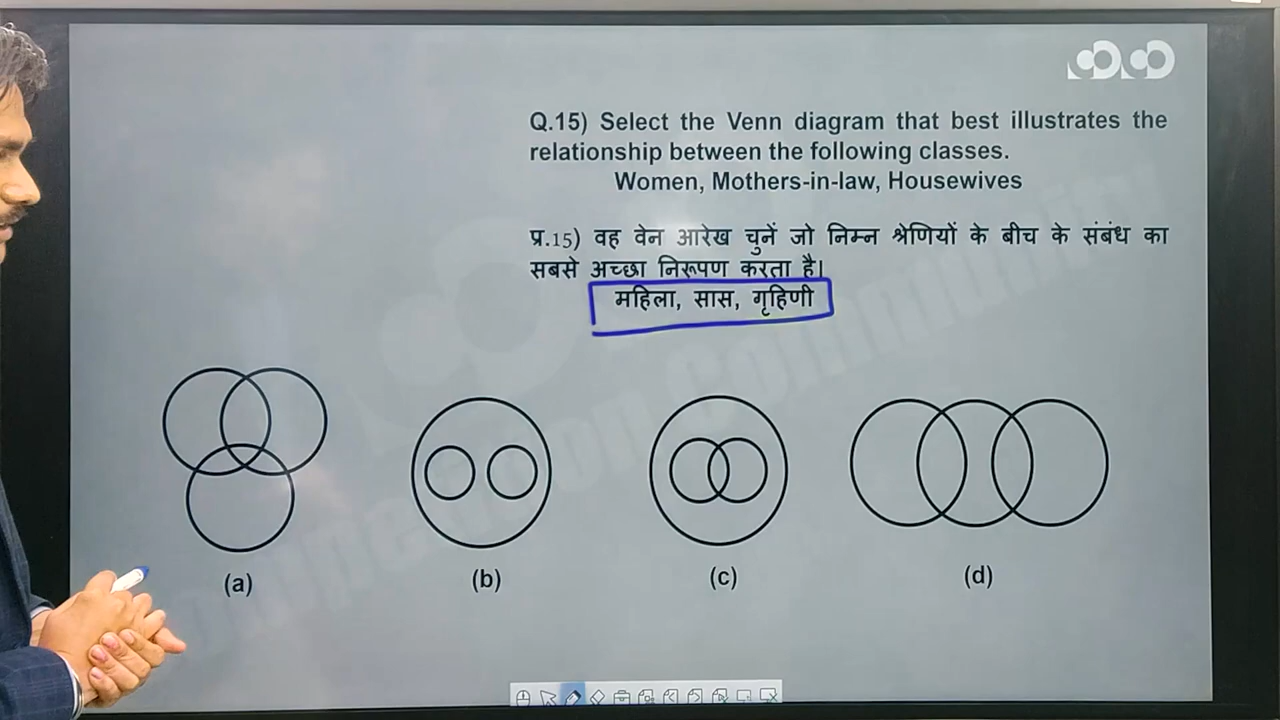 Q.15) Select the Venn diagram that best illustrates the
relationship between the following classes.
Women, Mothers-in-law, Housewives
प्र.15) वह वेन आरेख चुनें जो निम्न श्रेणियों के बीच के संबंध का
सबसे अच्छा निरूपण करता है।
महिला, सास, गृहिणी
(a) (b) (c) (d)